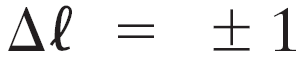 Δℓ = ± 1